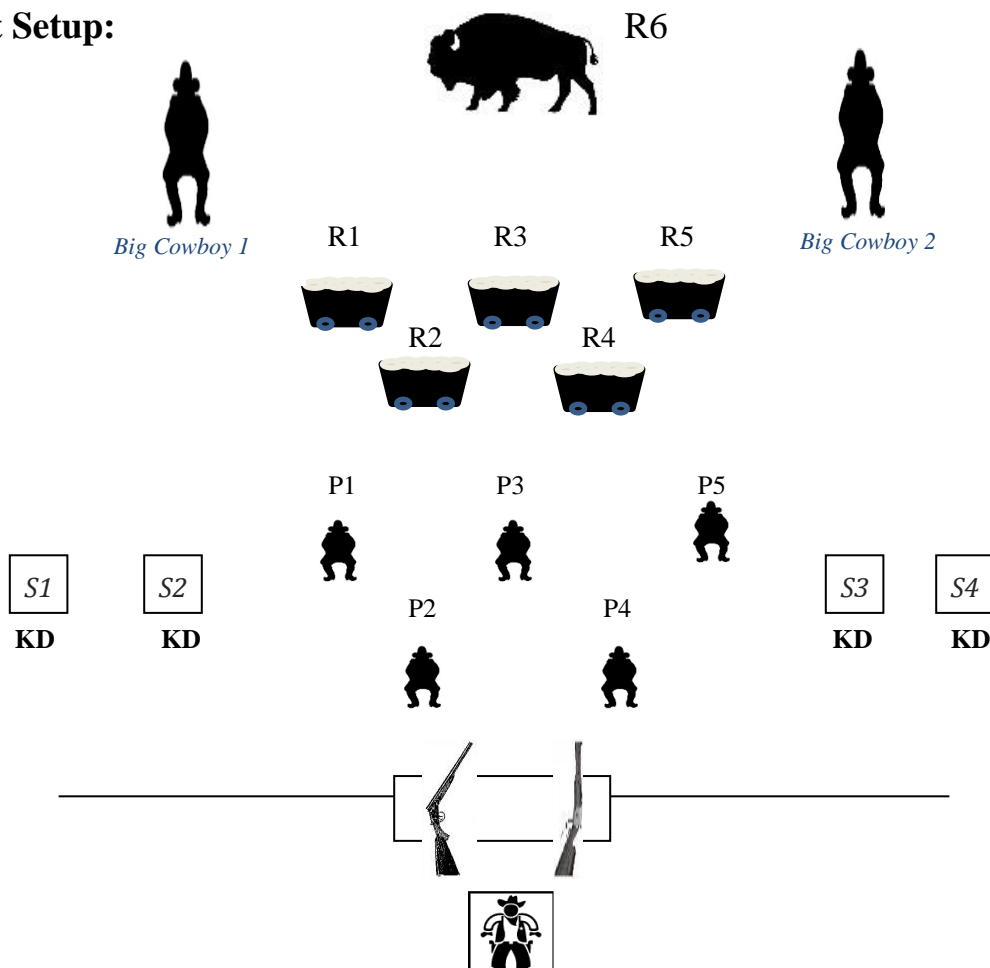 t Setup:
R6
Big Cowboy 1
Big Cowboy 2
R1 R3 R5
R2 R4
P1 P3 P5
S1 S2 S3 S4
P2 P4
KD KD KD KD